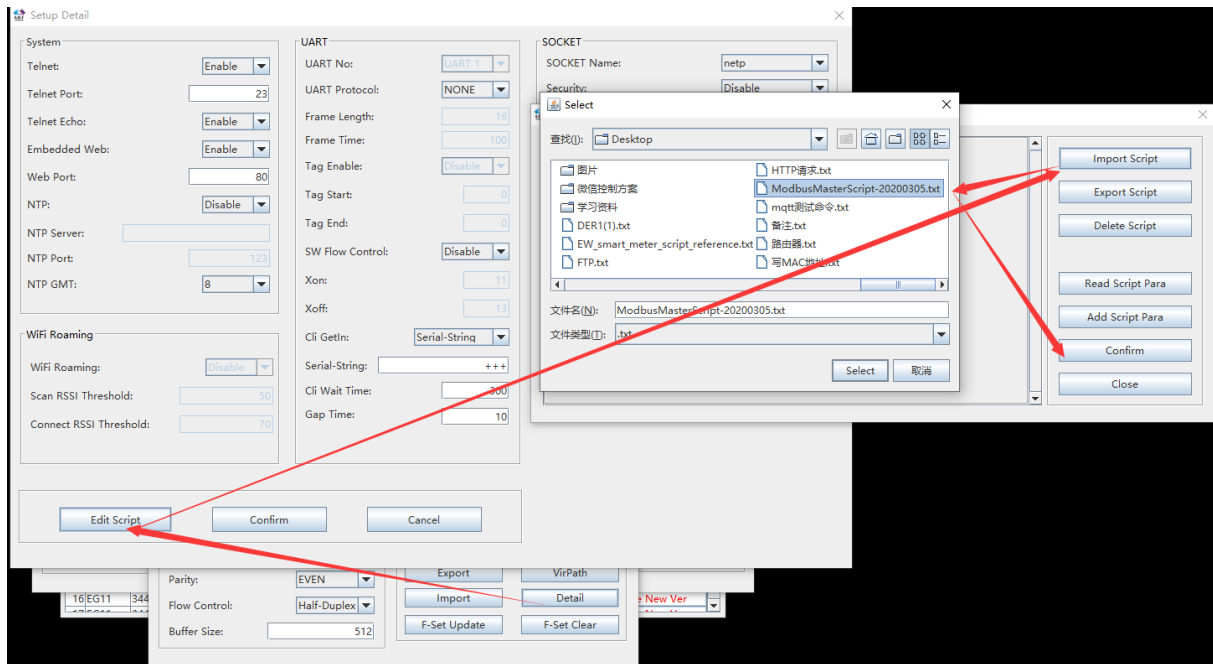 Setup Detail
System
Telnet: Enable
Telnet Port: 23
Telnet Echo: Enable
Embedded Web: Enable
Web Port: 80
NTP: Disable
NTP Server:
NTP Port: 123
NTP GMT: 8
WiFi Roaming
WiFi Roaming: Disable
Scan RSSI Threshold: 50
Connect RSSI Threshold: 70
UART
UART No: UART 1
UART Protocol: NONE
Frame Length: 16
Frame Time: 100
Tag Enable: Disable
Tag Start: 0
Tag End: 0
SW Flow Control: Disable
Xon: 11
Xoff: 13
Cli GetIn: Serial-String
Serial-String: +++
Cli Wait Time: 300
Gap Time: 10
SOCKET
SOCKET Name: netp
Security: Disable
Select
查找(I): Desktop
图片
微信控制方案
学习资料
DER1(1).txt
EW_smart_meter_script_reference.txt
FTP.txt
HTTP请求.txt
ModbusMasterScript-20200305.txt
mqtt测试命令.txt
备注.txt
路由器.txt
写MAC地址.txt
文件名(N): ModbusMasterScript-20200305.txt
文件类型(T): .txt
Select 取消
Import Script
Export Script
Delete Script
Read Script Para
Add Script Para
Confirm
Close
Edit Script Confirm Cancel
Parity: EVEN
Flow Control: Half-Duplex
Buffer Size: 512
Export VirPath
Import Detail
F-Set Update F-Set Clear
16 EG11 344
New Ver